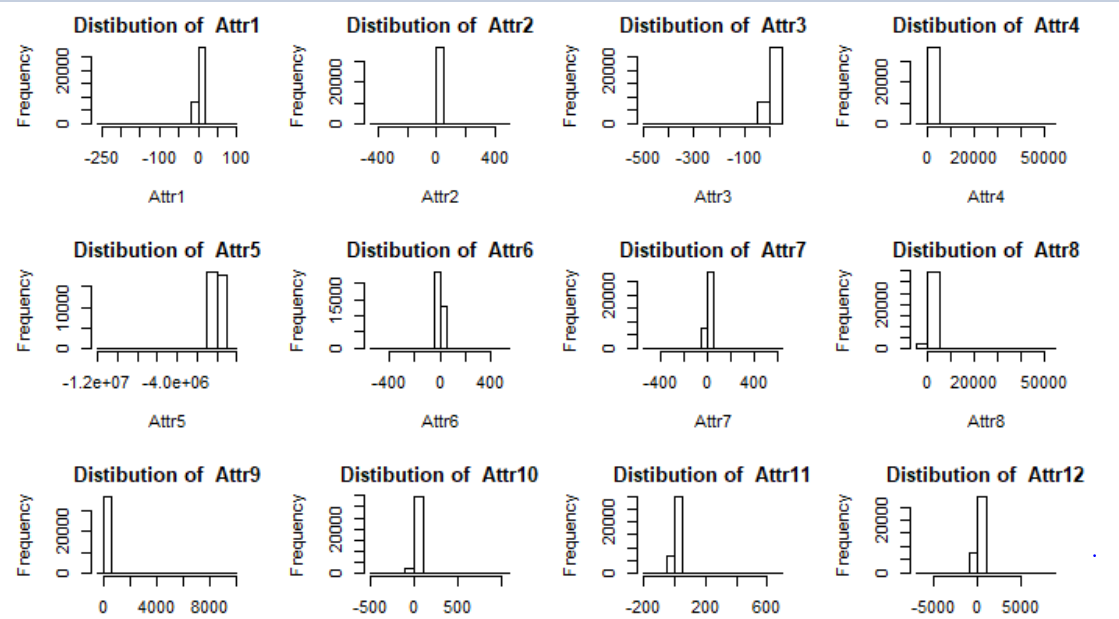 Distibution of Attr1 Distibution of Attr2 Distibution of Attr3 Distibution of Attr4
Frequency Frequency Frequency Frequency
0 20000 0 20000 0 20000 0 20000
-250 -100 0 100 -400 0 400 -500 -300 -100 0 20000 50000
Attr1 Attr2 Attr3 Attr4
Distibution of Attr5 Distibution of Attr6 Distibution of Attr7 Distibution of Attr8
Frequency Frequency Frequency Frequency
0 10000 0 15000 0 20000 0 20000
-1.2e+07 -4.0e+06 -400 0 400 -400 0 400 0 20000 50000
Attr5 Attr6 Attr7 Attr8
Distibution of Attr9 Distibution of Attr10 Distibution of Attr11 Distibution of Attr12
Frequency Frequency Frequency Frequency
0 20000 0 20000 0 20000 0 20000
0 4000 8000 -500 0 500 -200 200 600 -5000 0 5000